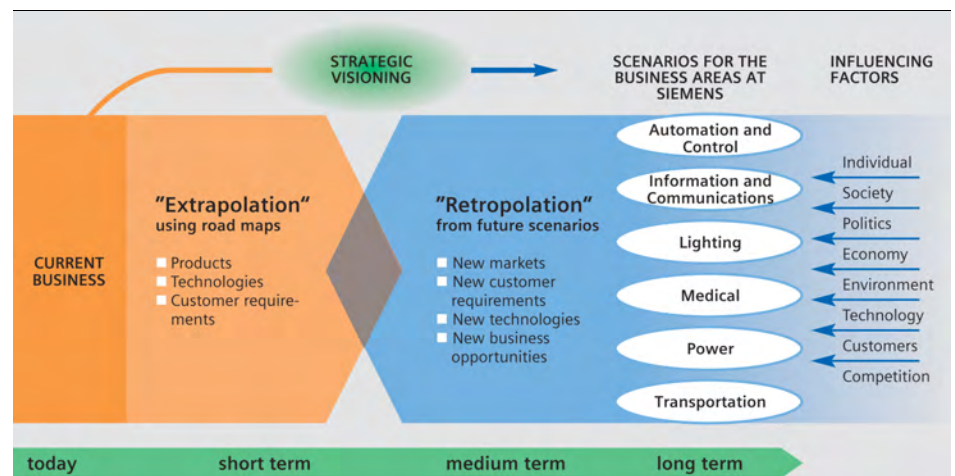 STRATEGIC
VISIONING
SCENARIOS FOR THE
BUSINESS AREAS AT
SIEMENS
INFLUENCING
FACTORS
CURRENT
BUSINESS
”Extrapolation“
using road maps
Products
Technologies
Customer require-
ments
”Retropolation“
from future scenarios
New markets
New customer
requirements
New technologies
New business
opportunities
Automation and
Control
Information and
Communications
Lighting
Medical
Power
Transportation
Individual
Society
Politics
Economy
Environment
Technology
Customers
Competition
today
short term
medium term
long term